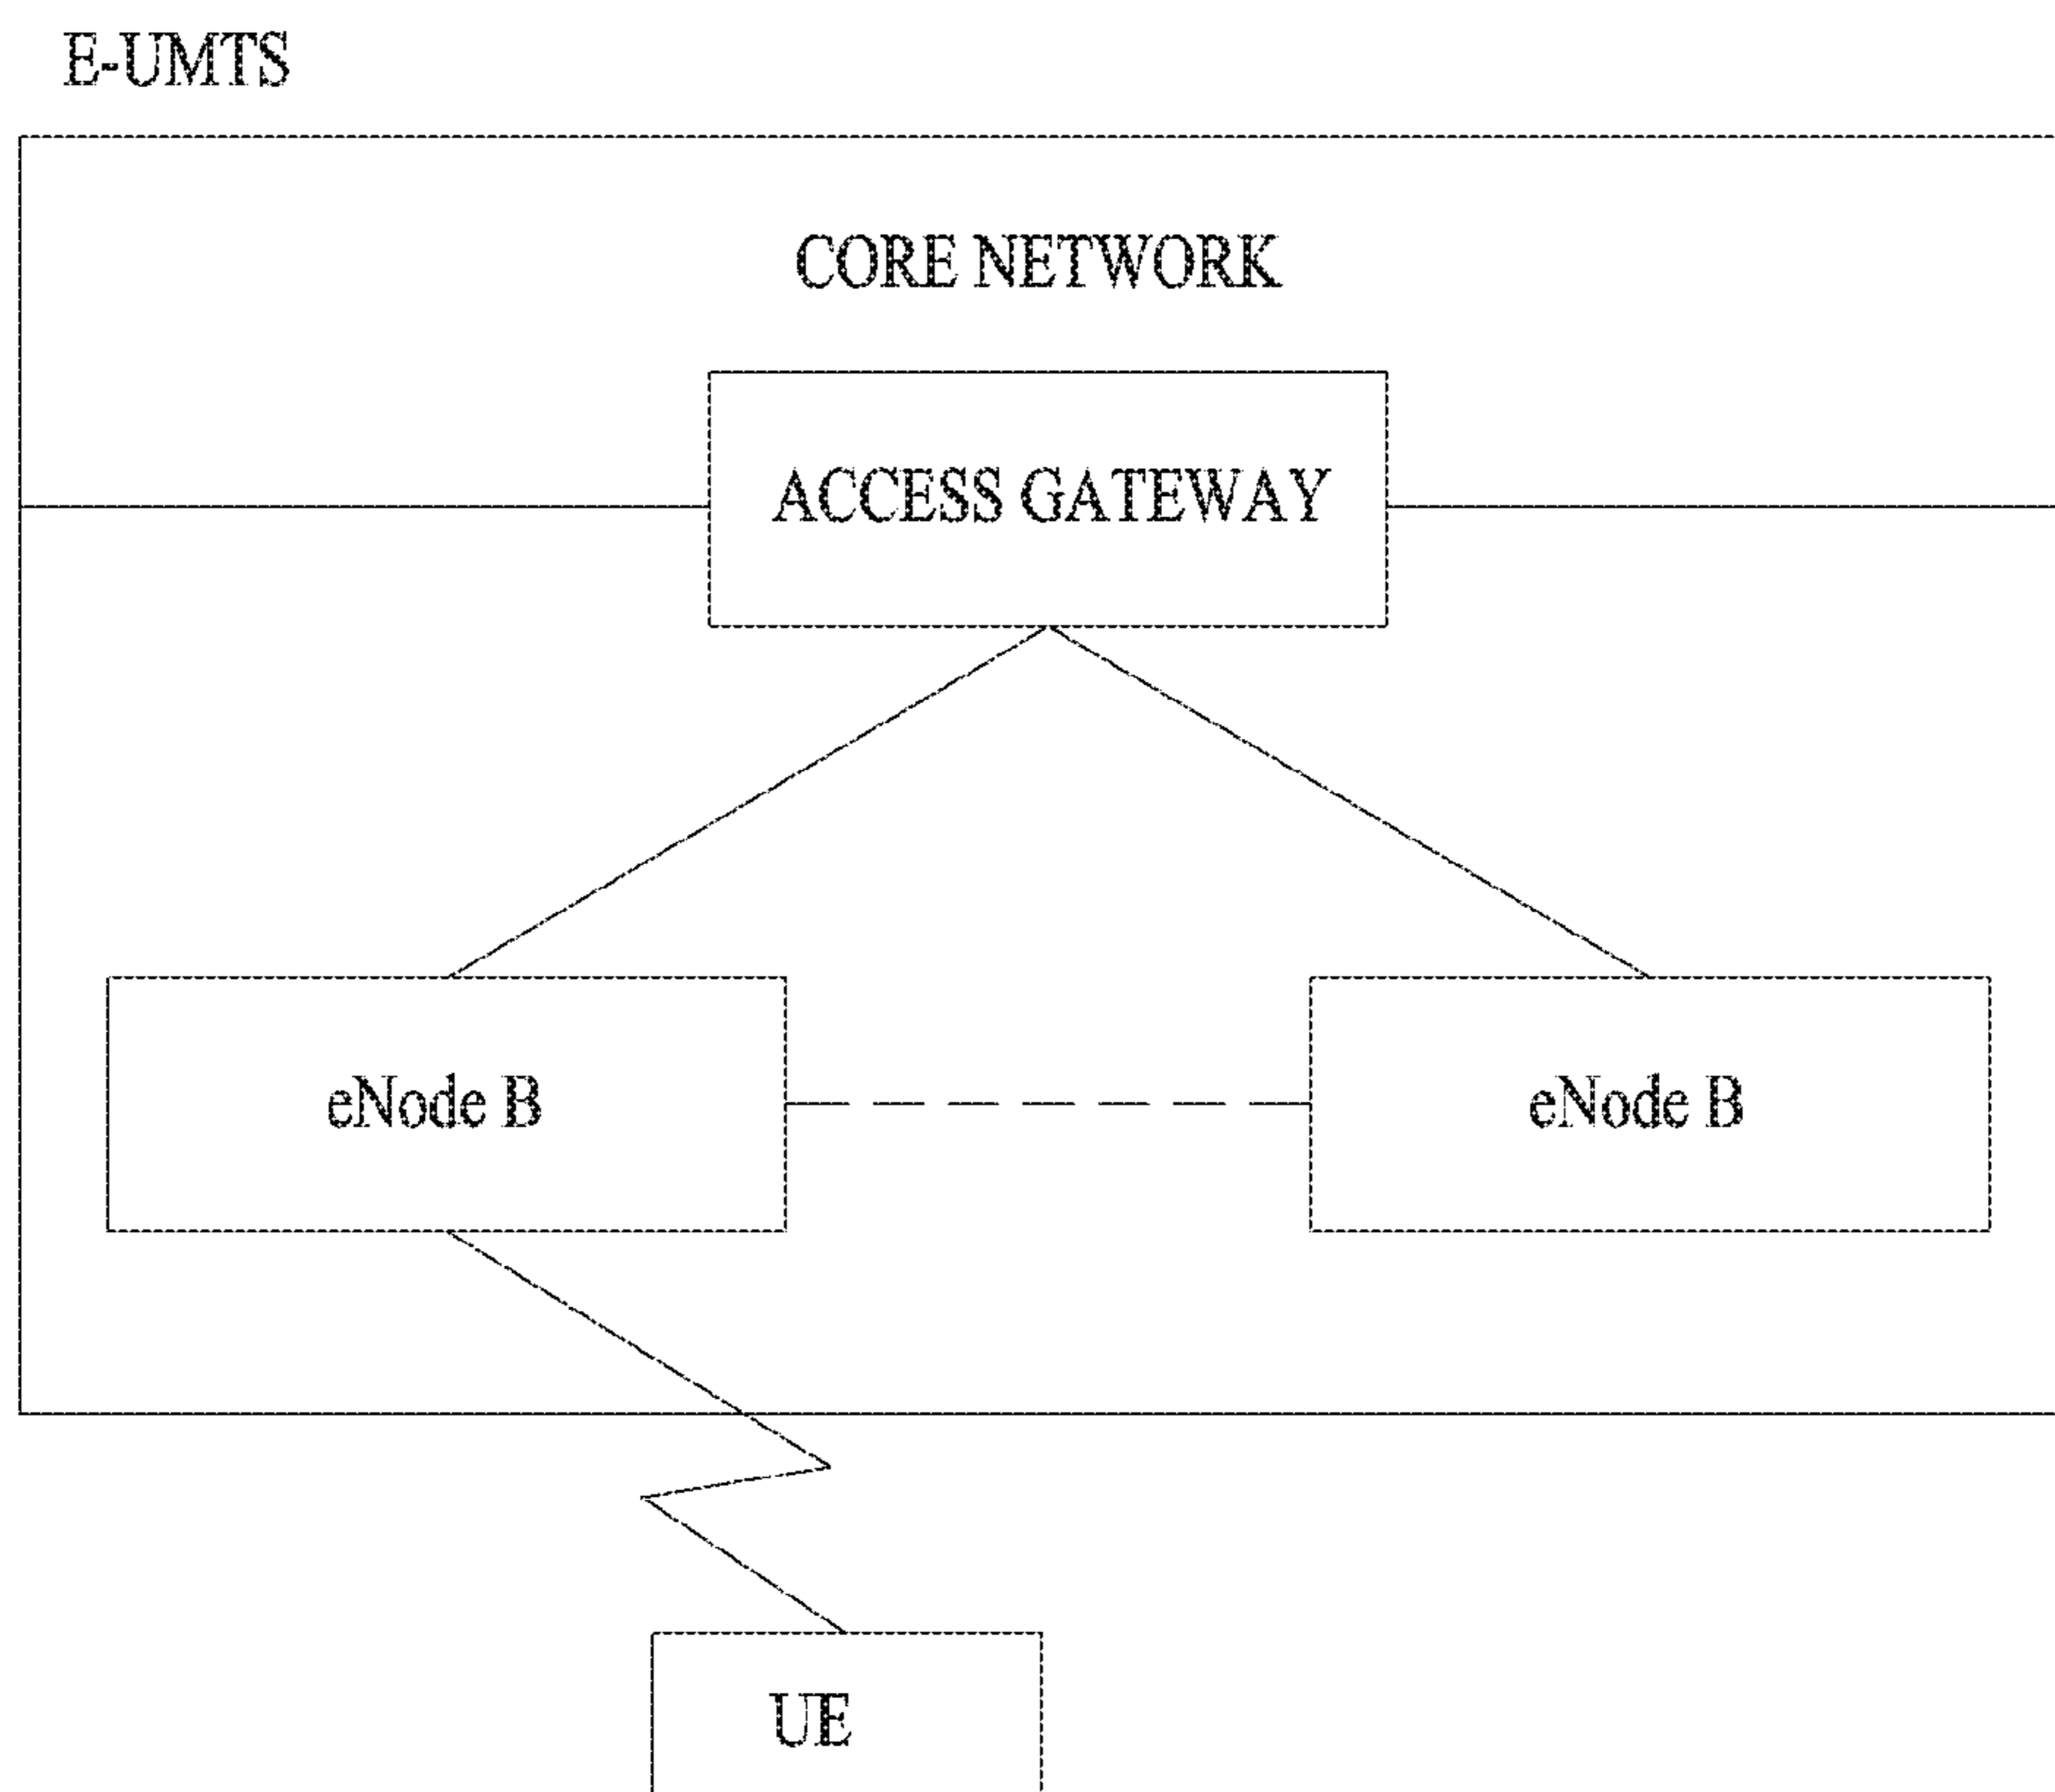 E-UMTS
CORE NETWORK
ACCESS GATEWAY
eNode B
eNode B
UE